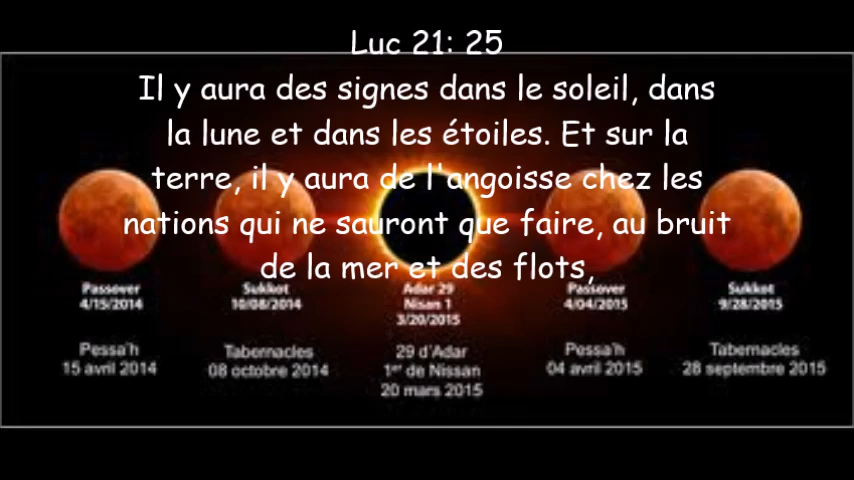 Luc 21: 25
Il y aura des signes dans le soleil, dans
la lune et dans les étoiles. Et sur la
terre, il y aura de l'angoisse chez les
nations qui ne sauront que faire, au bruit
de la mer et des flots,
Passover
4/15/2014
Sukkot
10/08/2014
Adar 29
Nisan 1
3/20/2015
Passover
4/04/2015
Sukkot
9/28/2015
Pessa'h
15 avril 2014
Tabernacles
08 octobre 2014
29 d'Adar
1er de Nissan
20 mars 2015
Pessa'h
04 avril 2015
Tabernacles
28 septembre 2015